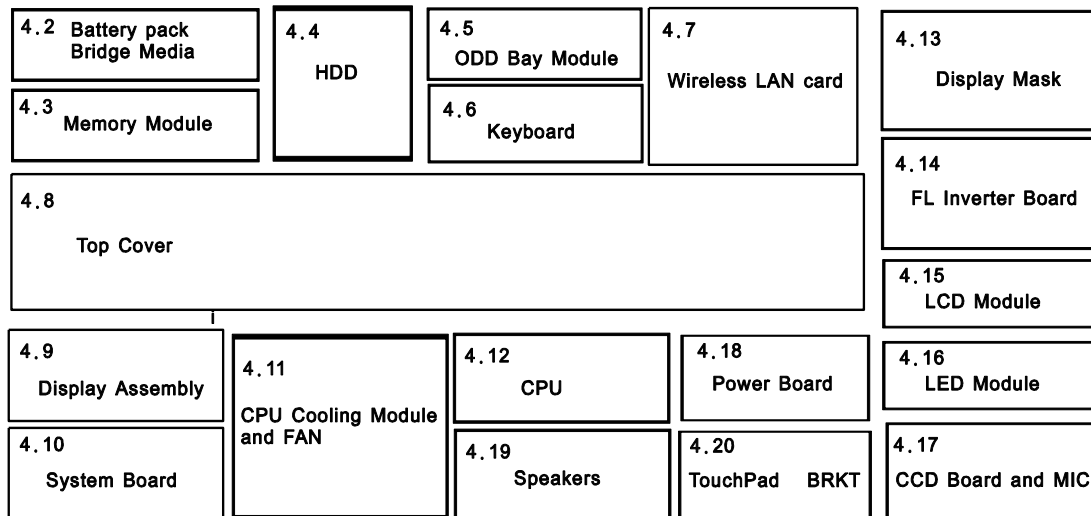 4.2 Battery pack
Bridge Media
4.3
Memory Module
4.4
HDD
4.5
ODD Bay Module
4.6
Keyboard
4.7
Wireless LAN card
4.8
Top Cover
4.9
Display Assembly
4.10
System Board
4.11
CPU Cooling Module
and FAN
4.12
CPU
4.19
Speakers
4.18
Power Board
4.20
TouchPad BRKT
4.13
Display Mask
4.14
FL Inverter Board
4.15
LCD Module
4.16
LED Module
4.17
CCD Board and MIC